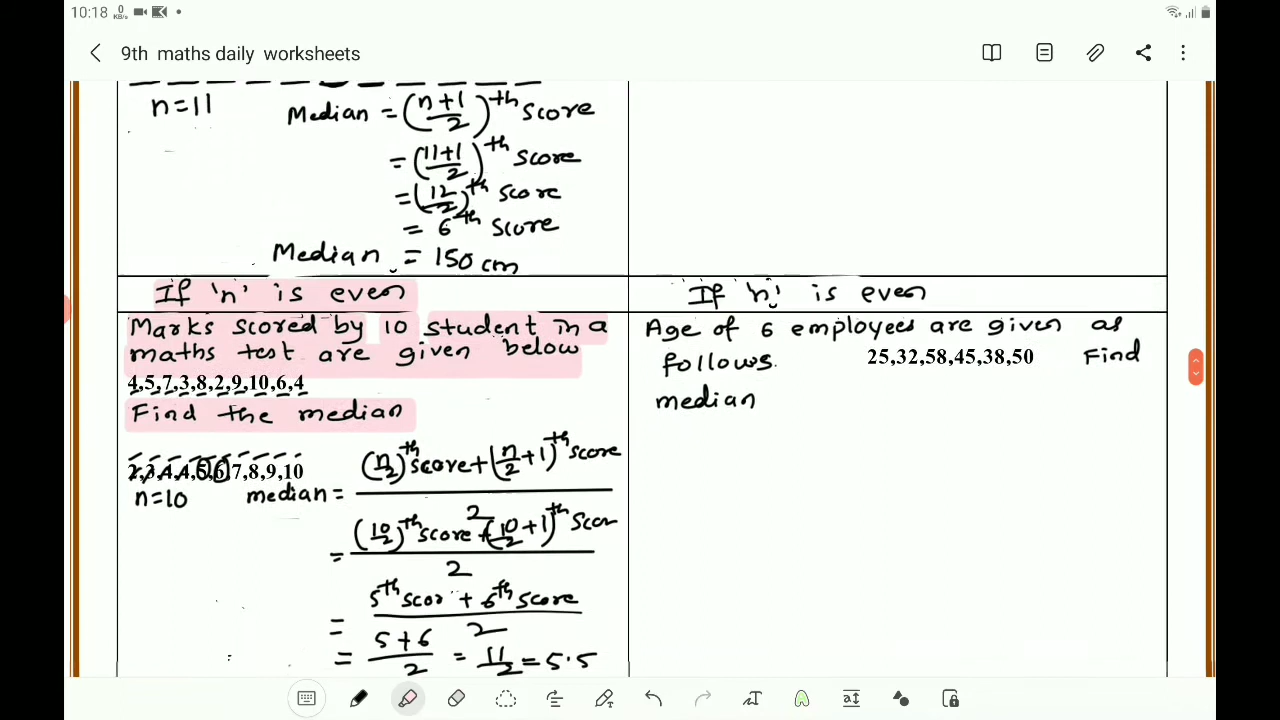 10:18 0 KB/s
9th maths daily worksheets
n=11 Median = (n+1/2)th score
= (11+1/2)th score
= (12/2)th score
= 6th score
Median = 150 cm
If 'n' is even
Marks scored by 10 student in a
maths test are given below
4,5,7,3,8,2,9,10,6,4
Find the median
2,3,4,4,5,6,7,8,9,10
n=10 median = (n/2)th score + (n/2+1)th score / 2
= (10/2)th score + (10/2+1)th scor / 2
= 5th scor + 6th score / 2
= 5+6/2 = 11/2 = 5.5
If 'n' is even
Age of 6 employees are given as
follows. 25,32,58,45,38,50 Find
median